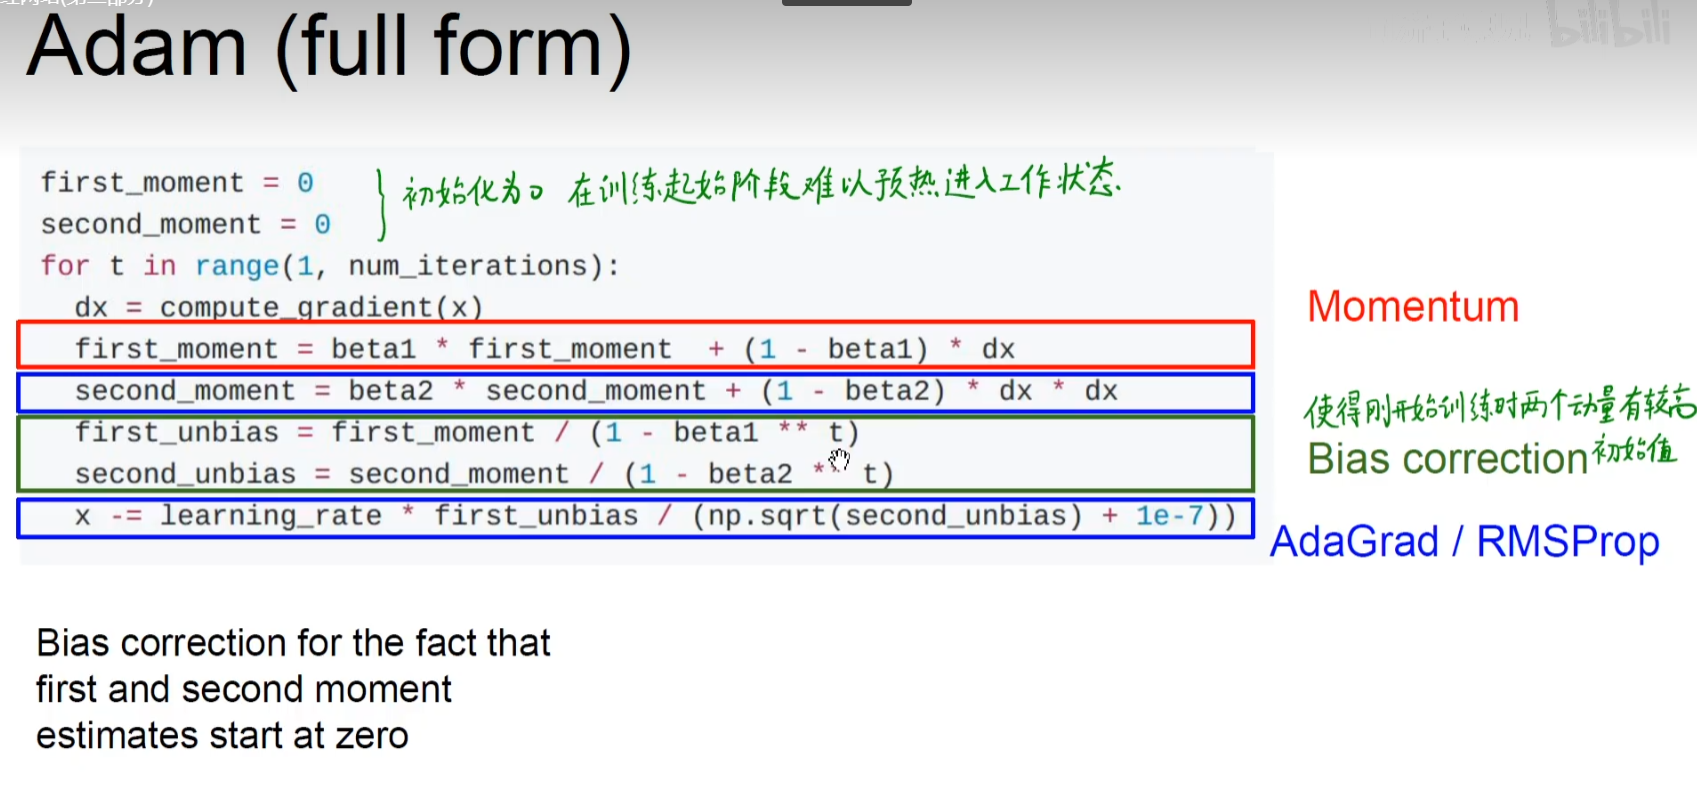 Adam (full form)
bilibili
first_moment = 0
second_moment = 0
初始化为0 在训练起始阶段难以预热进入工作状态.
for t in range(1, num_iterations):
dx = compute_gradient(x)
first_moment = beta1 * first_moment + (1 - beta1) * dx
Momentum
second_moment = beta2 * second_moment + (1 - beta2) * dx * dx
first_unbias = first_moment / (1 - beta1 ** t)
second_unbias = second_moment / (1 - beta2 ** t)
使得刚开始训练时两个动量有较高
Bias correction 初始值
x -= learning_rate * first_unbias / (np.sqrt(second_unbias) + 1e-7))
AdaGrad / RMSProp
Bias correction for the fact that
first and second moment
estimates start at zero